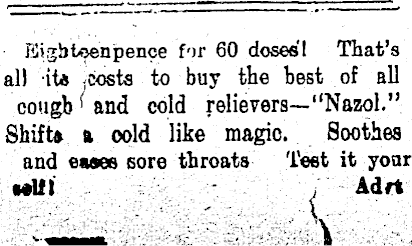 Eighteenpence for 60 doses! That's
all its costs to buy the best of all
cough and cold relievers—"Nazol."
Shifts a cold like magic. Soothes
and eases sore throats Test it your
self! Advt